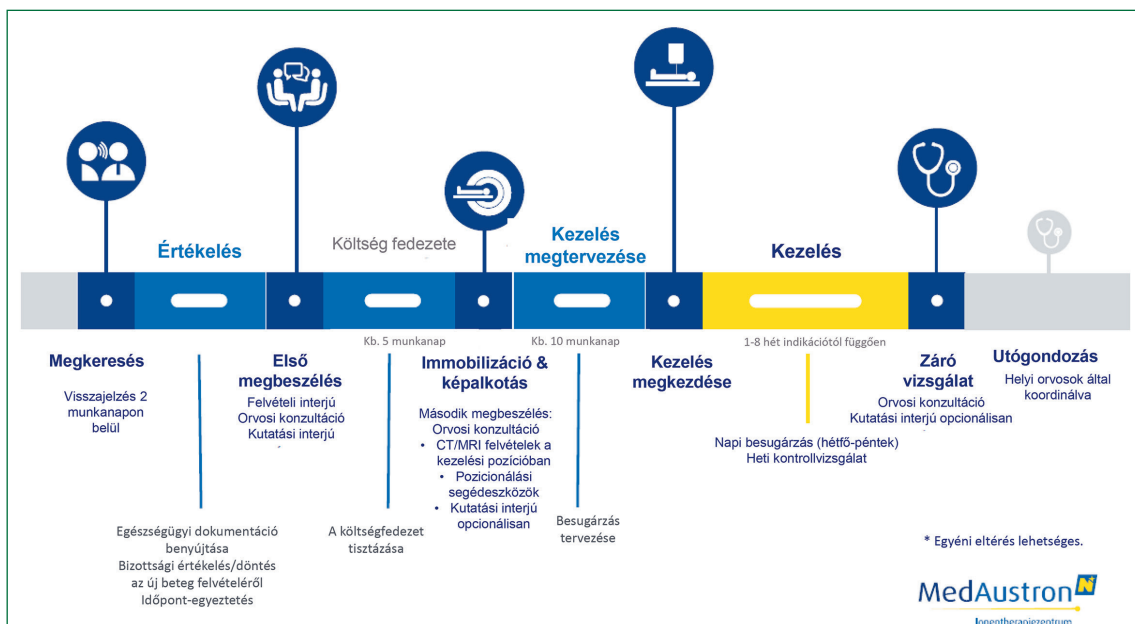 Értékelés
Költség fedezete
Kezelés
megtervezése
Kezelés
Kb. 5 munkanap
Kb. 10 munkanap
1-8 hét indikációtól függően
Megkeresés
Visszajelzés 2
munkanapon
belül
Első
megbeszélés
Felvételi interjú
Orvosi konzultáció
Kutatási interjú
Immobilizáció &
képalkotás
Második megbeszélés:
Orvosi konzultáció
• CT/MRI felvételek a
kezelési pozícióban
• Pozicionálási
segédeszközök
• Kutatási interjú
opcionálisan
Kezelés
megkezdése
Napi besugárzás (hétfő-péntek)
Heti kontrollvizsgálat
Záró
vizsgálat
Orvosi konzultáció
Kutatási interjú opcionálisan
Utógondozás
Helyi orvosok által
koordinálva
Egészségügyi dokumentáció
benyújtása
Bizottsági értékelés/döntés
az új beteg felvételéről
Időpont-egyeztetés
A költségfedezet
tisztázása
Besugárzás
tervezése
* Egyéni eltérés lehetséges.
MedAustron
Ionentherapiezentrum